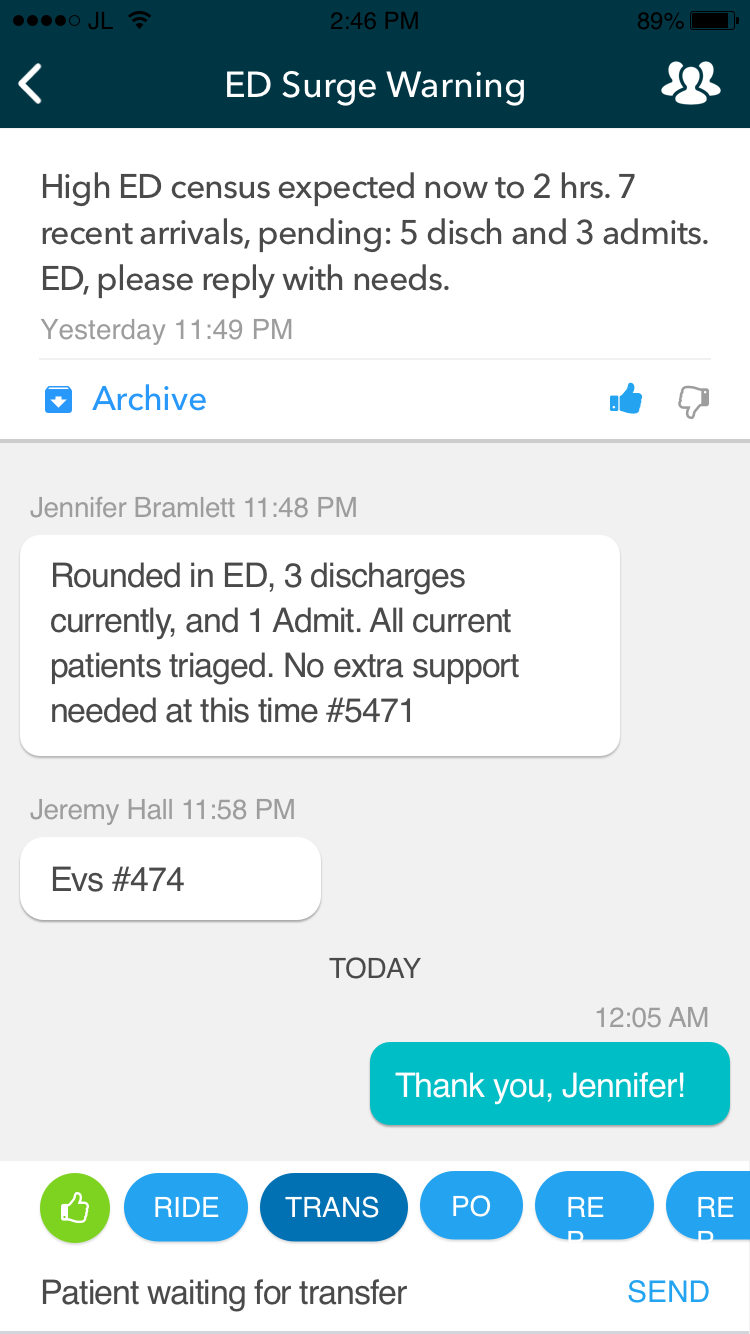 JL 2:46 PM 89%
ED Surge Warning
High ED census expected now to 2 hrs. 7
recent arrivals, pending: 5 disch and 3 admits.
ED, please reply with needs.
Yesterday 11:49 PM
Archive
Jennifer Bramlett 11:48 PM
Rounded in ED, 3 discharges
currently, and 1 Admit. All current
patients triaged. No extra support
needed at this time #5471
Jeremy Hall 11:58 PM
Evs #474
TODAY
12:05 AM
Thank you, Jennifer!
RIDE TRANS PO RE RE
Patient waiting for transfer SEND